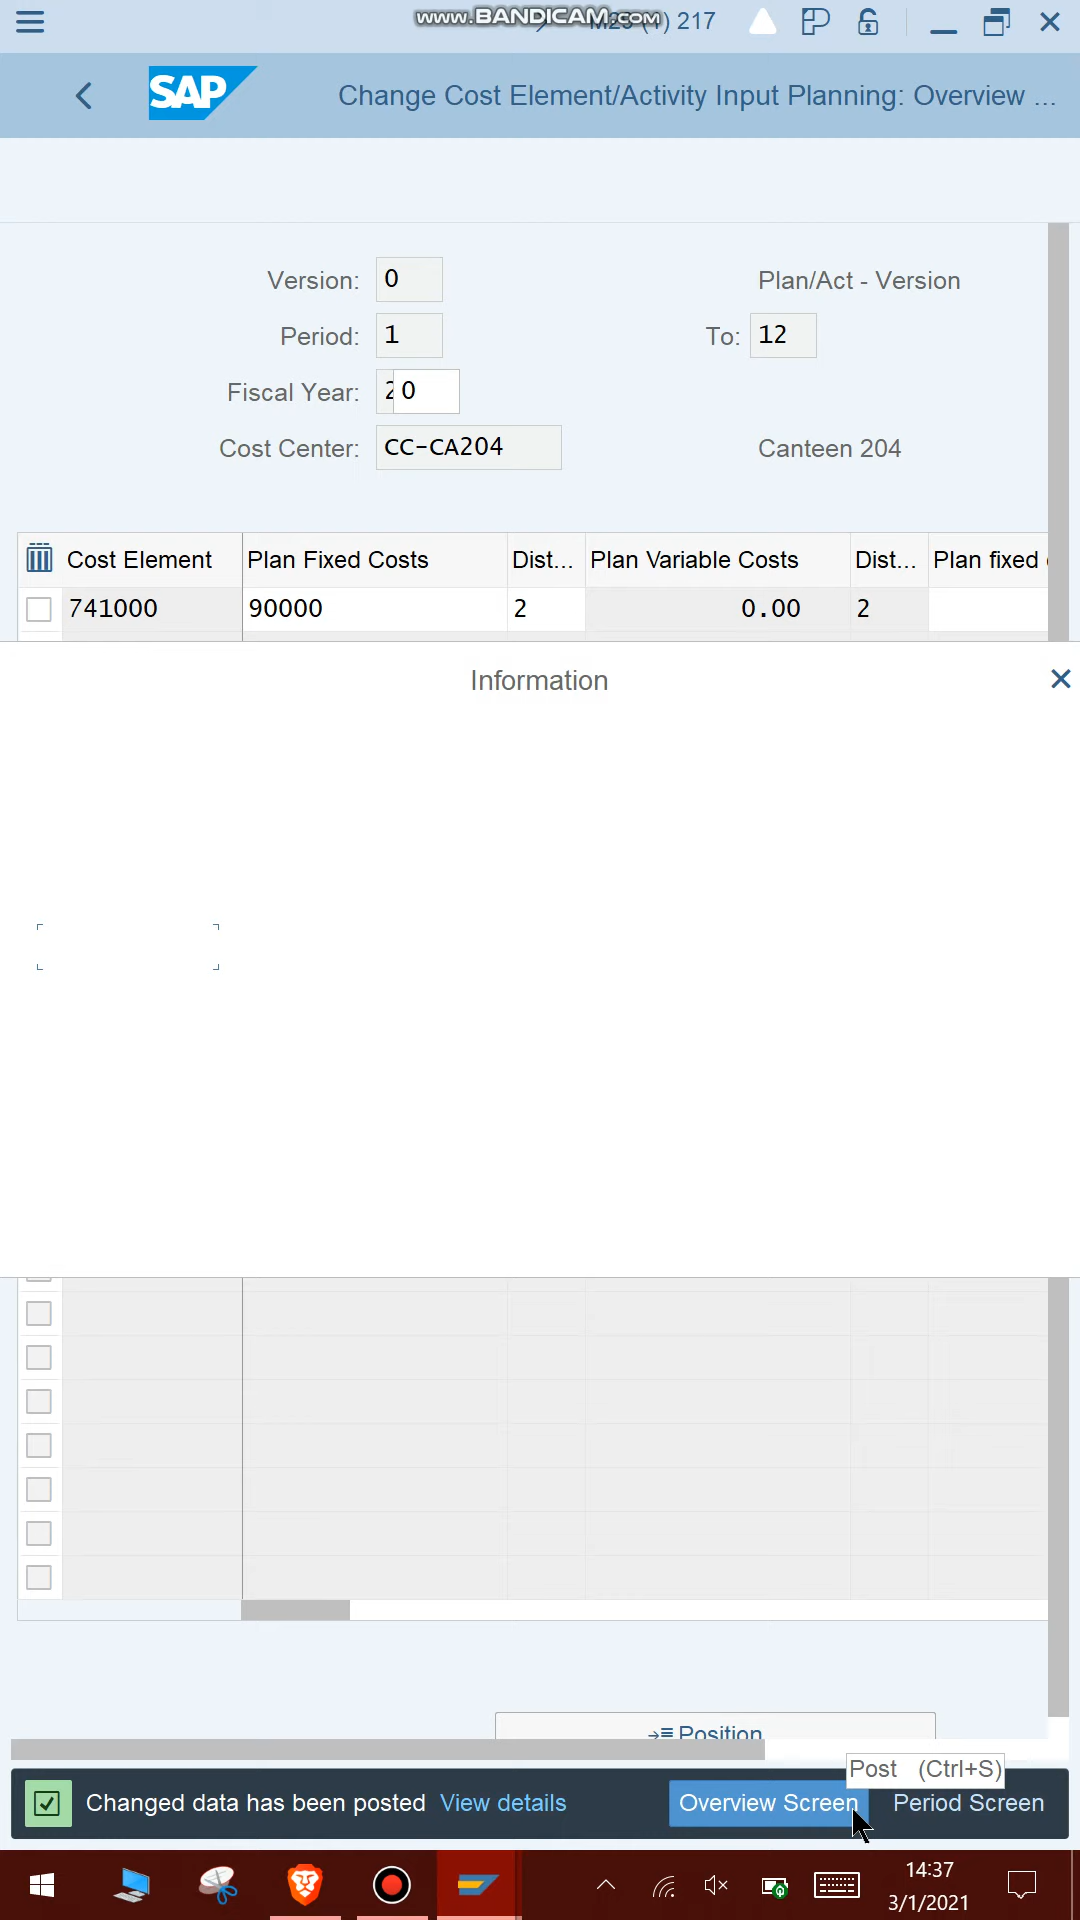 www.BANDICAM.com
(1) 217
SAP
Change Cost Element/Activity Input Planning: Overview ...
Version: 0 Plan/Act - Version
Period: 1 To: 12
Fiscal Year: 2 0
Cost Center: CC-CA204 Canteen 204
Cost Element Plan Fixed Costs Dist... Plan Variable Costs Dist... Plan fixed
741000 90000 2 0.00 2
Information
Position
Post (Ctrl+S)
Changed data has been posted View details Overview Screen Period Screen
14:37
3/1/2021